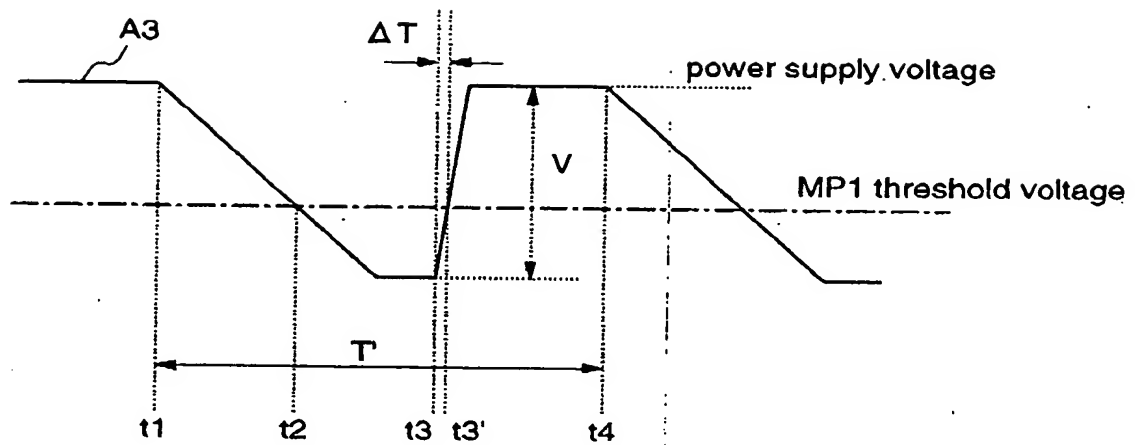 A3
ΔT
power supply voltage
V
MP1 threshold voltage
T'
t1 t2 t3 t3' t4